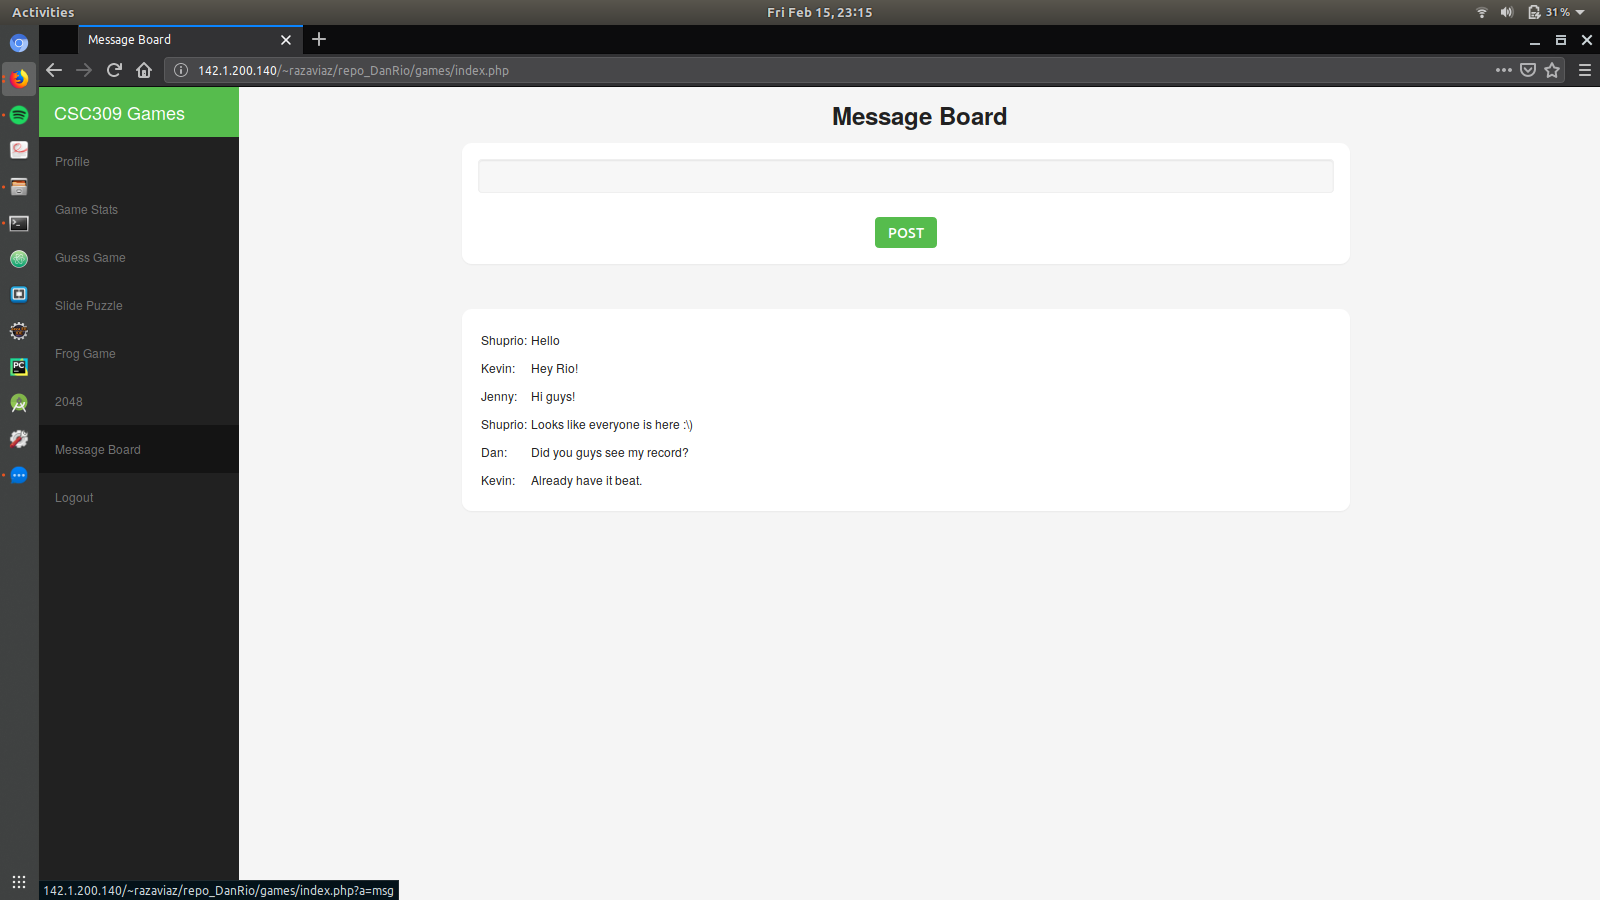 Activities
Fri Feb 15, 23:15
31%
Message Board
142.1.200.140/~razaviaz/repo_DanRio/games/index.php
CSC309 Games
Profile
Game Stats
Guess Game
Slide Puzzle
Frog Game
2048
Message Board
Logout
Message Board
POST
Shuprio: Hello
Kevin: Hey Rio!
Jenny: Hi guys!
Shuprio: Looks like everyone is here :\)
Dan: Did you guys see my record?
Kevin: Already have it beat.
PC
142.1.200.140/~razaviaz/repo_DanRio/games/index.php?a=msg